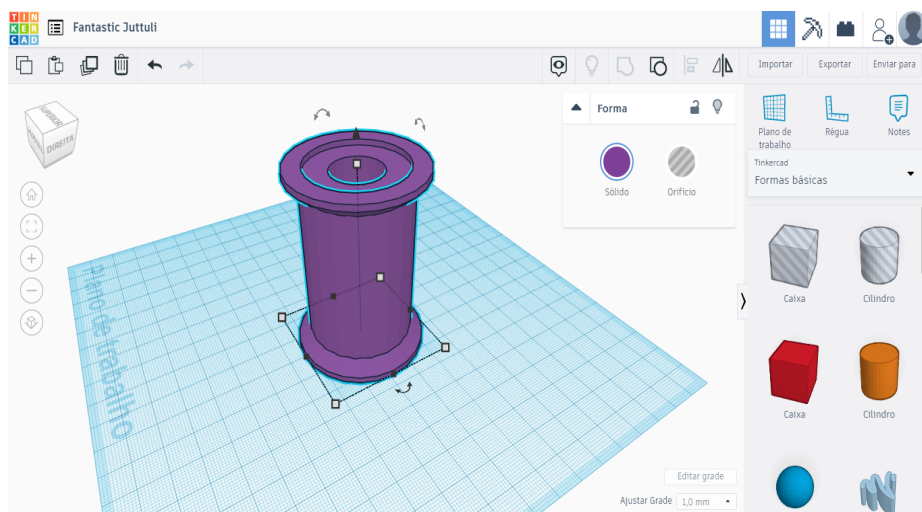 TIN
KER
CAD
Fantastic Juttuli
Importar
Exportar
Enviar para
SUPERIOR
DIREITA
Forma
Sólido
Orifício
Plano de
trabalho
Régua
Notes
Tinkercad
Formas básicas
Caixa
Cilindro
Caixa
Cilindro
Plano de trabalho
Editar grade
Ajustar Grade
1,0 mm